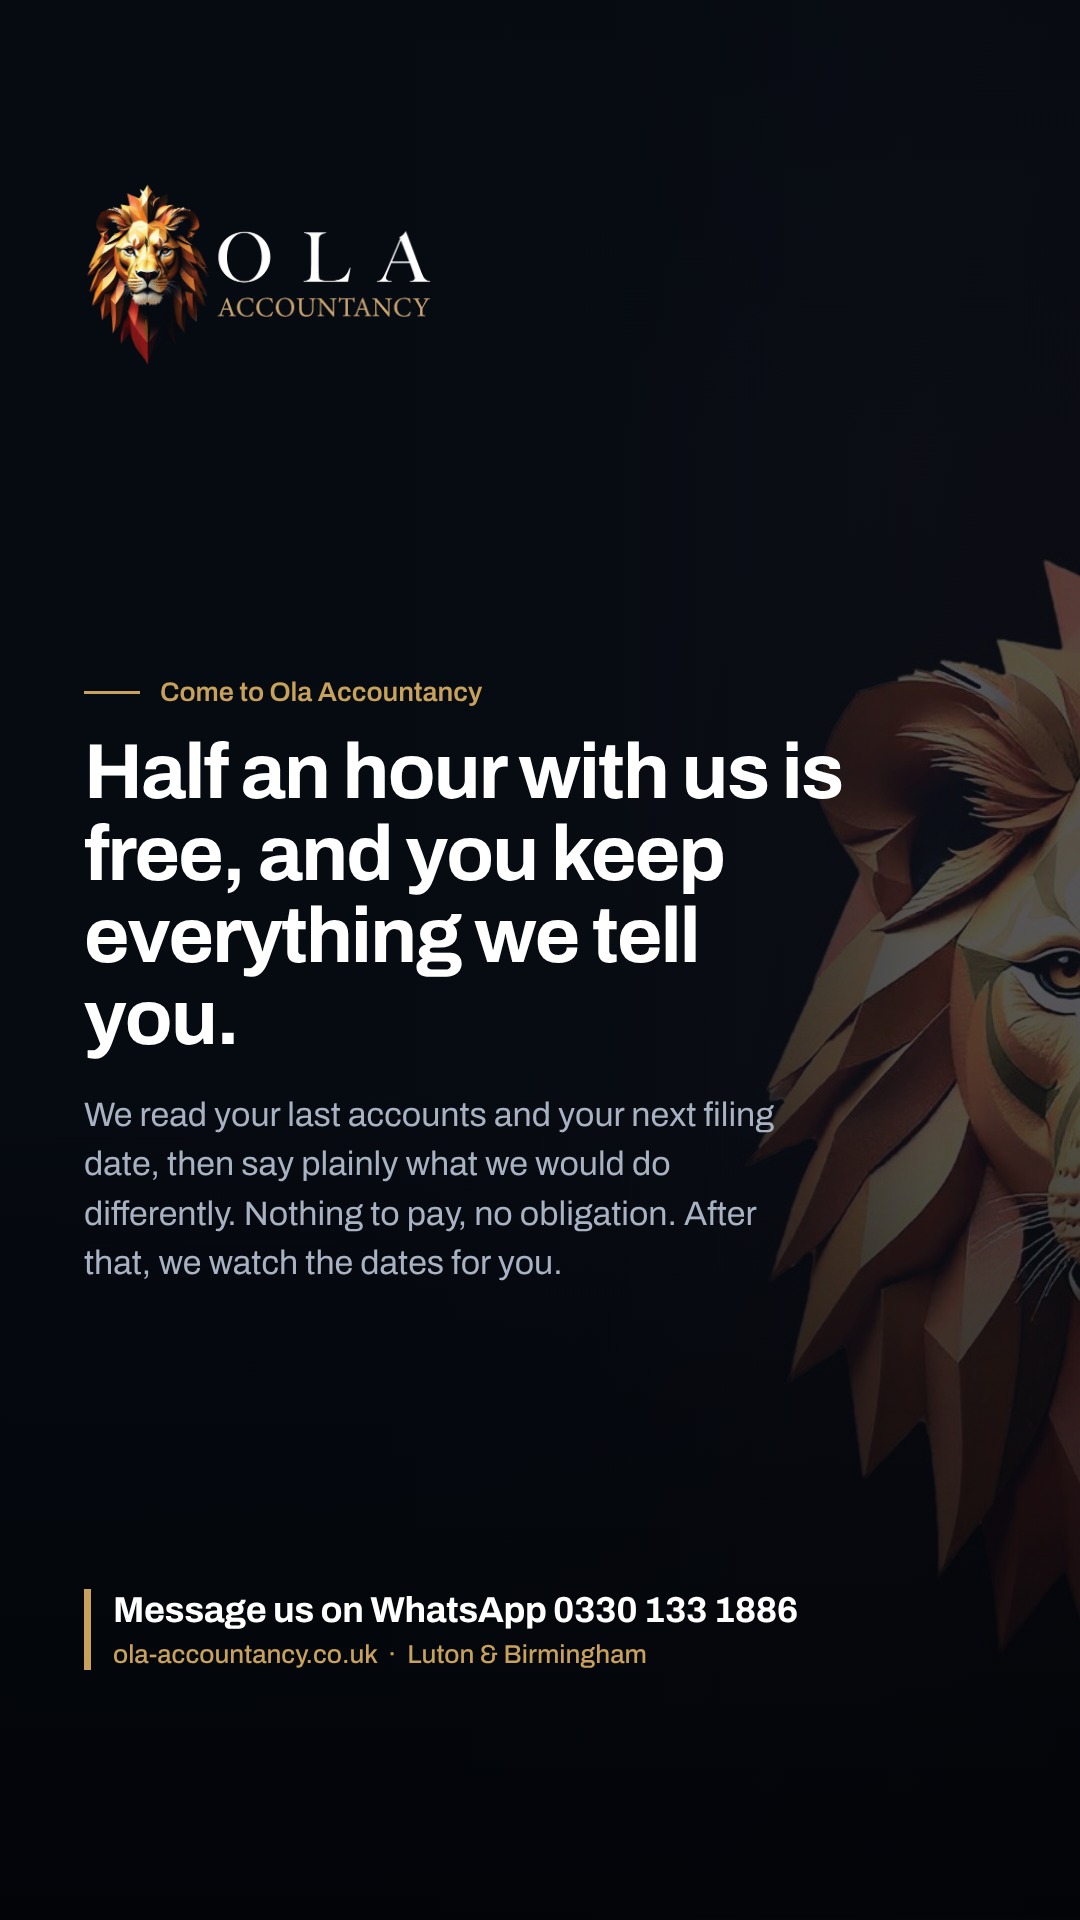 OLA
ACCOUNTANCY
Come to Ola Accountancy
Half an hour with us is
free, and you keep
everything we tell
you.
We read your last accounts and your next filing
date, then say plainly what we would do
differently. Nothing to pay, no obligation. After
that, we watch the dates for you.
Message us on WhatsApp 0330 133 1886
ola-accountancy.co.uk · Luton & Birmingham